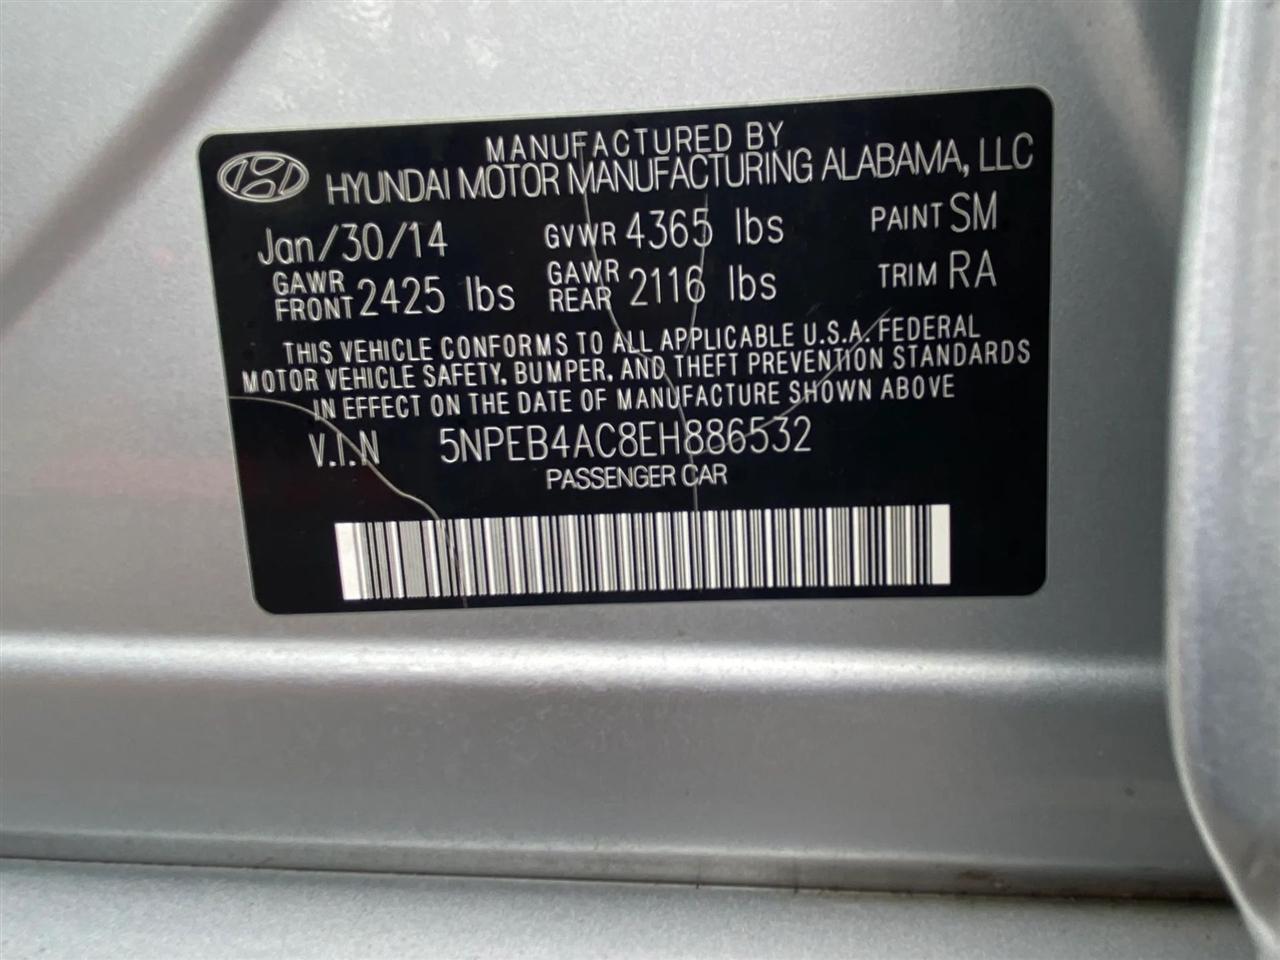 MANUFACTURED BY
HYUNDAI MOTOR MANUFACTURING ALABAMA, LLC
Jan/30/14 GVWR 4365 lbs PAINT SM
GAWR FRONT 2425 lbs GAWR REAR 2116 lbs TRIM RA
THIS VEHICLE CONFORMS TO ALL APPLICABLE U.S.A. FEDERAL
MOTOR VEHICLE SAFETY, BUMPER, AND THEFT PREVENTION STANDARDS
IN EFFECT ON THE DATE OF MANUFACTURE SHOWN ABOVE
V.I.N 5NPEB4AC8EH886532
PASSENGER CAR